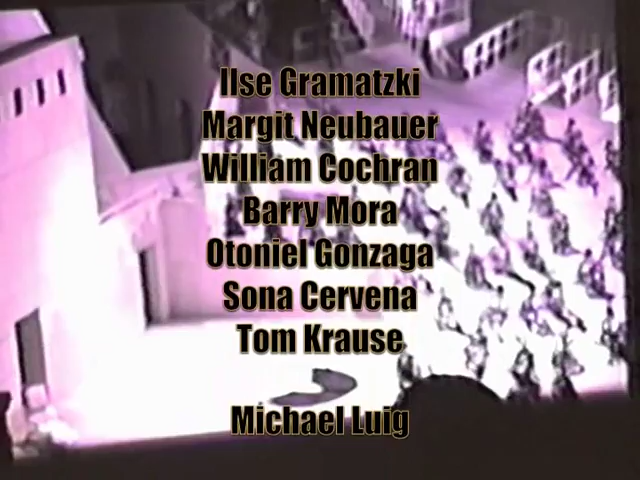 Ilse Gramatzki
Margit Neubauer
William Cochran
Barry Mora
Otoniel Gonzaga
Sona Cervena
Tom Krause
Michael Luig